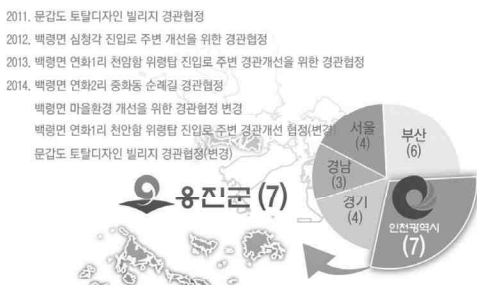 2011. 문갑도 토탈디자인 빌리지 경관협정
2012. 백령면 심청각 진입로 주변 개선을 위한 경관협정
2013. 백령면 연화1리 천안함 위령탑 진입로 주변 경관개선을 위한 경관협정
2014. 백령면 연화2리 중화동 순례길 경관협정
백령면 마을환경 개선을 위한 경관협정 변경
백령면 연화1리 천안함 위령탑 진입로 주변 경관개선 협정(변경)
문갑도 토탈디자인 빌리지 경관협정(변경)
옹진군 (7)
서울
(4)
부산
(6)
경남
(3)
경기
(4)
인천광역시
(7)